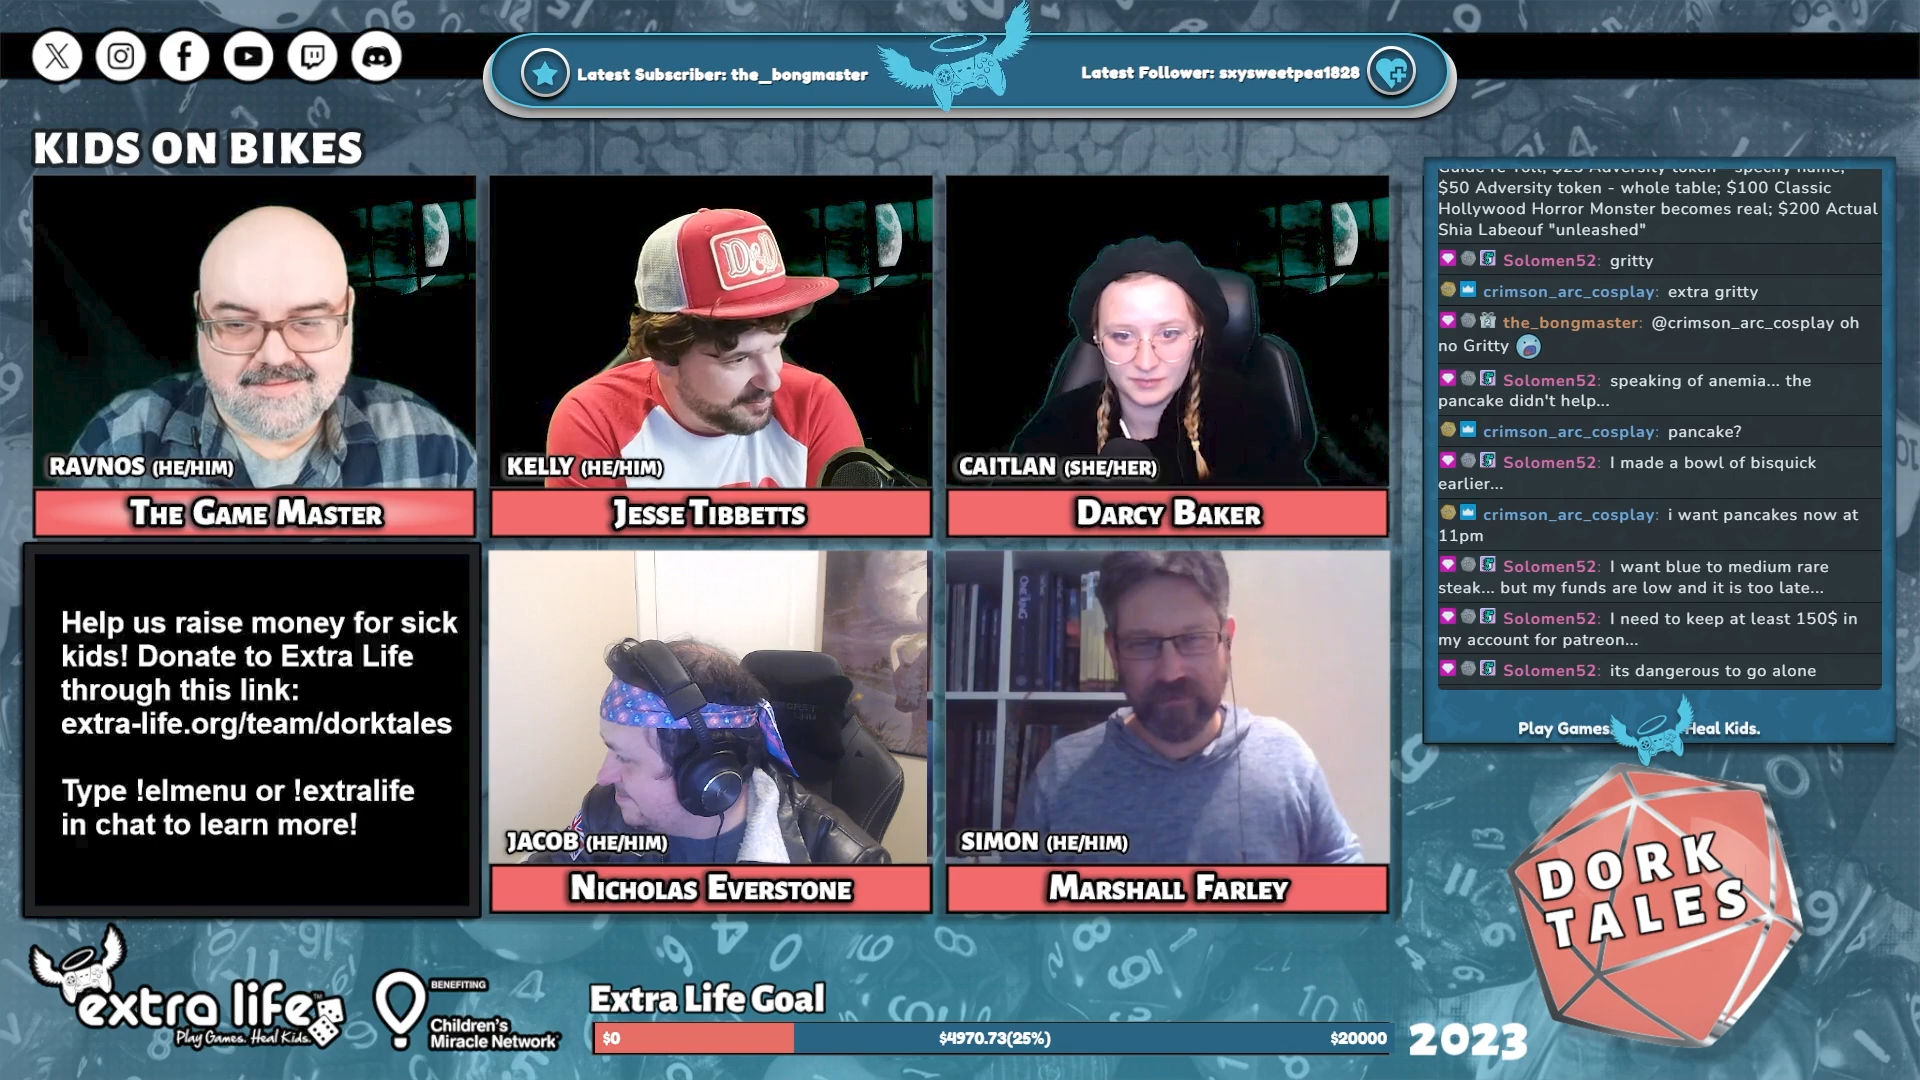 Latest Subscriber: the_bongmaster
Latest Follower: sxysweetpea1828
KIDS ON BIKES
RAVNOS (HE/HIM)
THE GAME MASTER
KELLY (HE/HIM)
JESSE TIBBETTS
CAITLAN (SHE/HER)
DARCY BAKER
Help us raise money for sick
kids! Donate to Extra Life
through this link:
extra-life.org/team/dorktales
Type !elmenu or !extralife
in chat to learn more!
JACOB (HE/HIM)
NICHOLAS EVERSTONE
SIMON (HE/HIM)
MARSHALL FARLEY
$50 Adversity token - whole table; $100 Classic
Hollywood Horror Monster becomes real; $200 Actual
Shia Labeouf "unleashed"
Solomen52: gritty
crimson_arc_cosplay: extra gritty
the_bongmaster: @crimson_arc_cosplay oh
no Gritty
Solomen52: speaking of anemia... the
pancake didn't help...
crimson_arc_cosplay: pancake?
Solomen52: I made a bowl of bisquick
earlier...
crimson_arc_cosplay: i want pancakes now at
11pm
Solomen52: I want blue to medium rare
steak... but my funds are low and it is too late...
Solomen52: I need to keep at least 150$ in
my account for patreon...
Solomen52: its dangerous to go alone
Play Games. Heal Kids.
DORK
TALES
extra life
Play Games. Heal Kids.
BENEFITING
Children's
Miracle Network
Extra Life Goal
$0 $4970.73(25%) $20000
2023
D&D